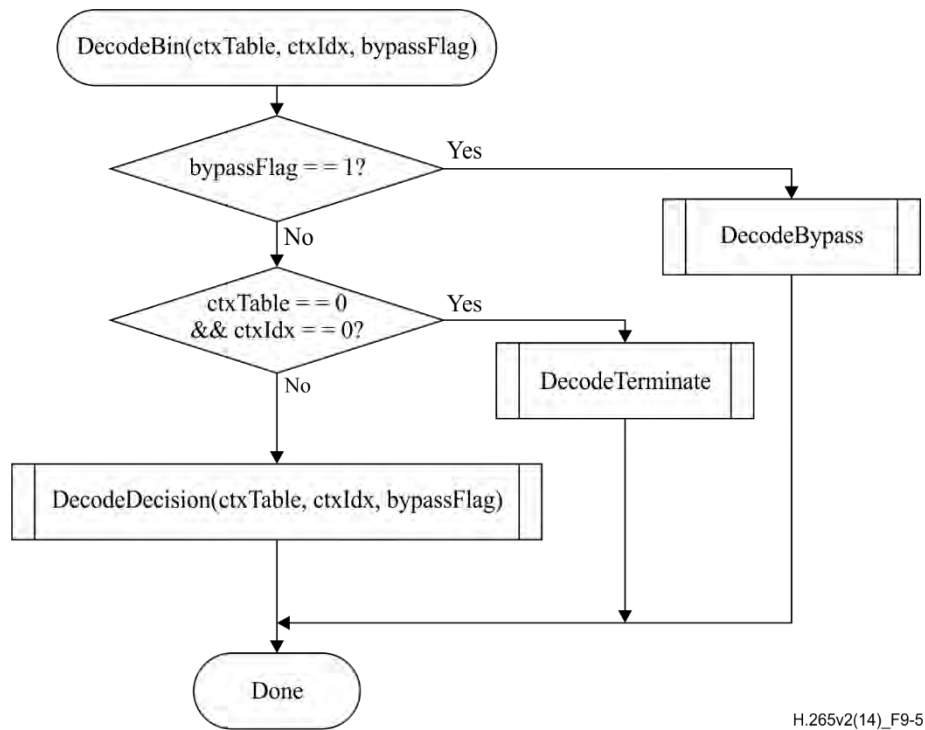 DecodeBin(ctxTable, ctxIdx, bypassFlag)
bypassFlag = = 1?
Yes
DecodeBypass
No
ctxTable = = 0
&& ctxIdx = = 0?
Yes
DecodeTerminate
No
DecodeDecision(ctxTable, ctxIdx, bypassFlag)
Done
H.265v2(14)_F9-5